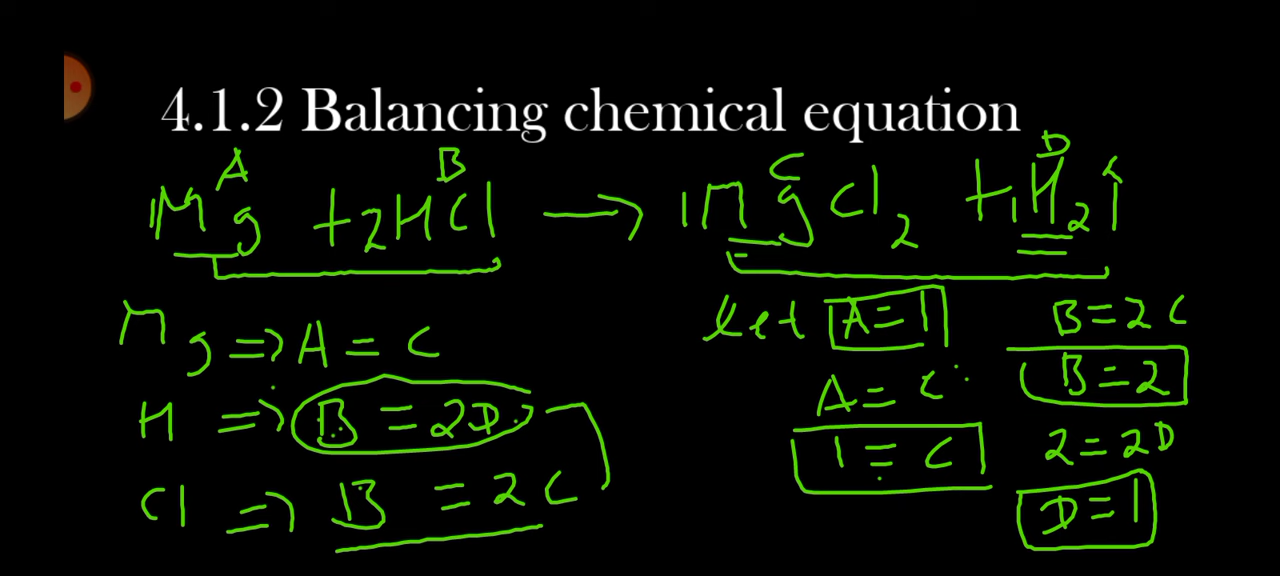 4.1.2 Balancing chemical equation
A B C D
1Mg + 2HCl → 1MgCl₂ + 1H₂↑
Mg => A = C
H => B = 2D
Cl => B = 2C
let A = 1
A = C
1 = C
B = 2C
B = 2
2 = 2D
D = 1